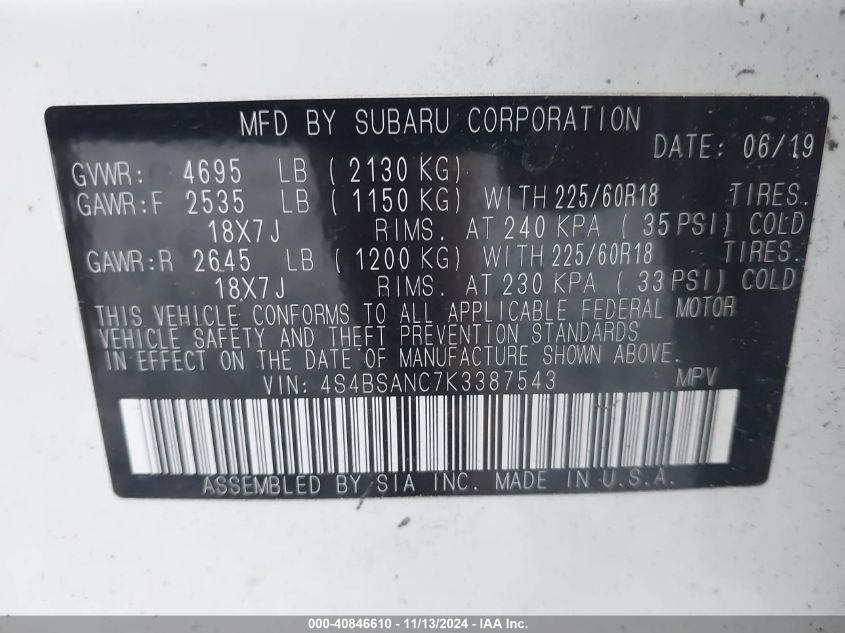 MFD BY SUBARU CORPORATION
DATE: 06/19
GVWR: 4695 LB ( 2130 KG)
GAWR:F 2535 LB ( 1150 KG) WITH 225/60R18 TIRES.
18X7J RIMS. AT 240 KPA ( 35 PSI) COLD
GAWR:R 2645 LB ( 1200 KG) WITH 225/60R18 TIRES.
18X7J RIMS. AT 230 KPA ( 33 PSI) COLD
THIS VEHICLE CONFORMS TO ALL APPLICABLE FEDERAL MOTOR
VEHICLE SAFETY AND THEFT PREVENTION STANDARDS
IN EFFECT ON THE DATE OF MANUFACTURE SHOWN ABOVE.
VIN: 4S4BSANC7K3387543 MPV
ASSEMBLED BY SIA INC. MADE IN U.S.A.
000-40846610 - 11/13/2024 - IAA Inc.